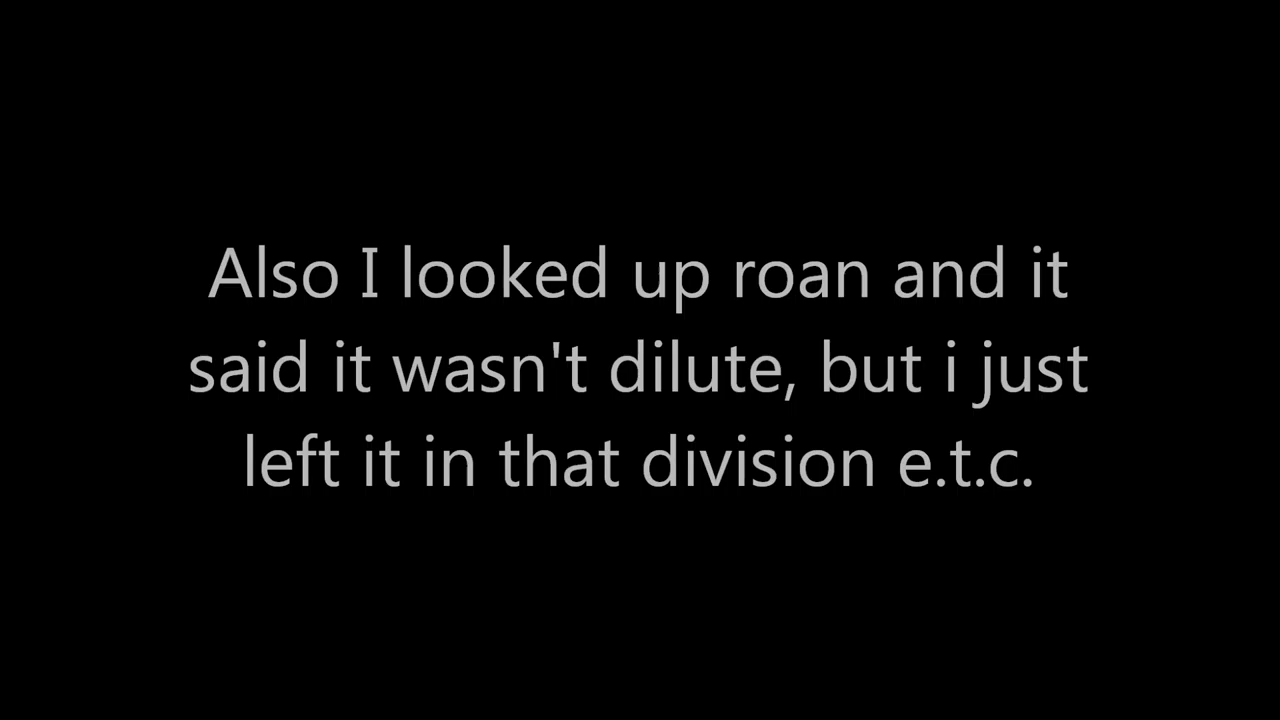 Also I looked up roan and it
said it wasn't dilute, but i just
left it in that division e.t.c.